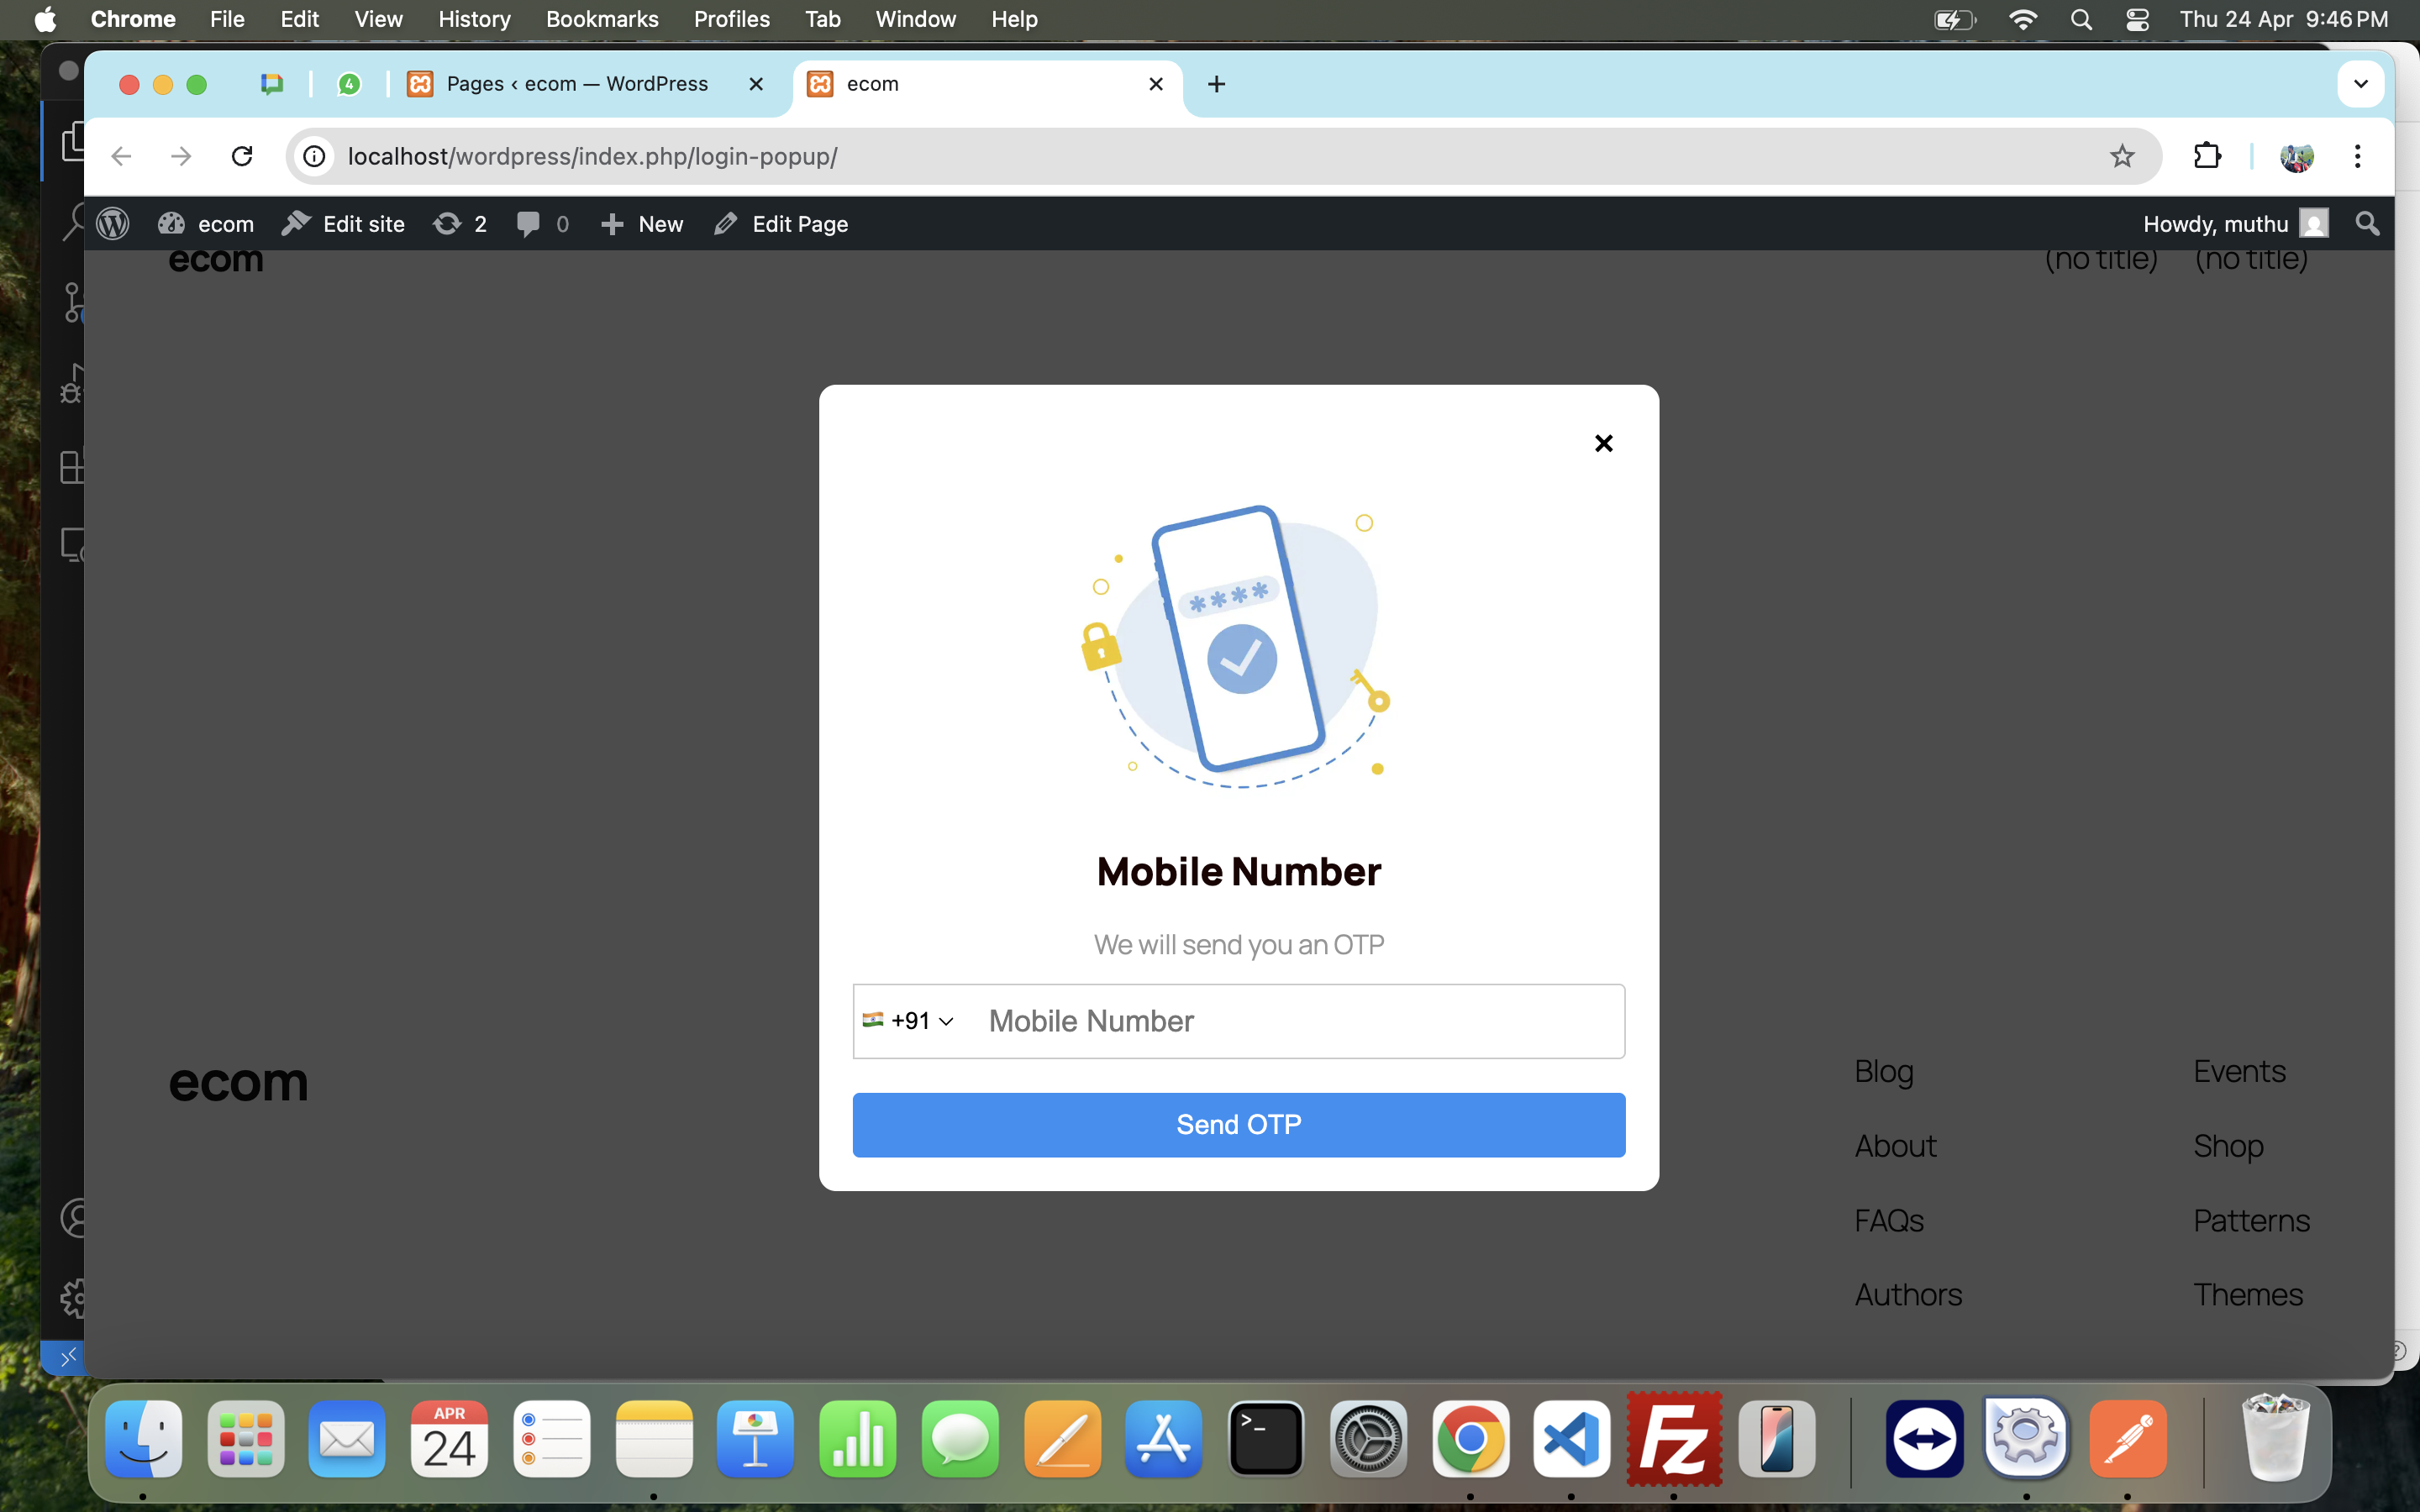 Chrome File Edit View History Bookmarks Profiles Tab Window Help Thu 24 Apr 9:46 PM
4 Pages ‹ ecom — WordPress ecom
localhost/wordpress/index.php/login-popup/
ecom Edit site 2 0 New Edit Page Howdy, muthu
ecom (no title) (no title)
****
Mobile Number
We will send you an OTP
+91 Mobile Number
Send OTP
ecom
Blog Events
About Shop
FAQs Patterns
Authors Themes
APR
24
>_
Fz